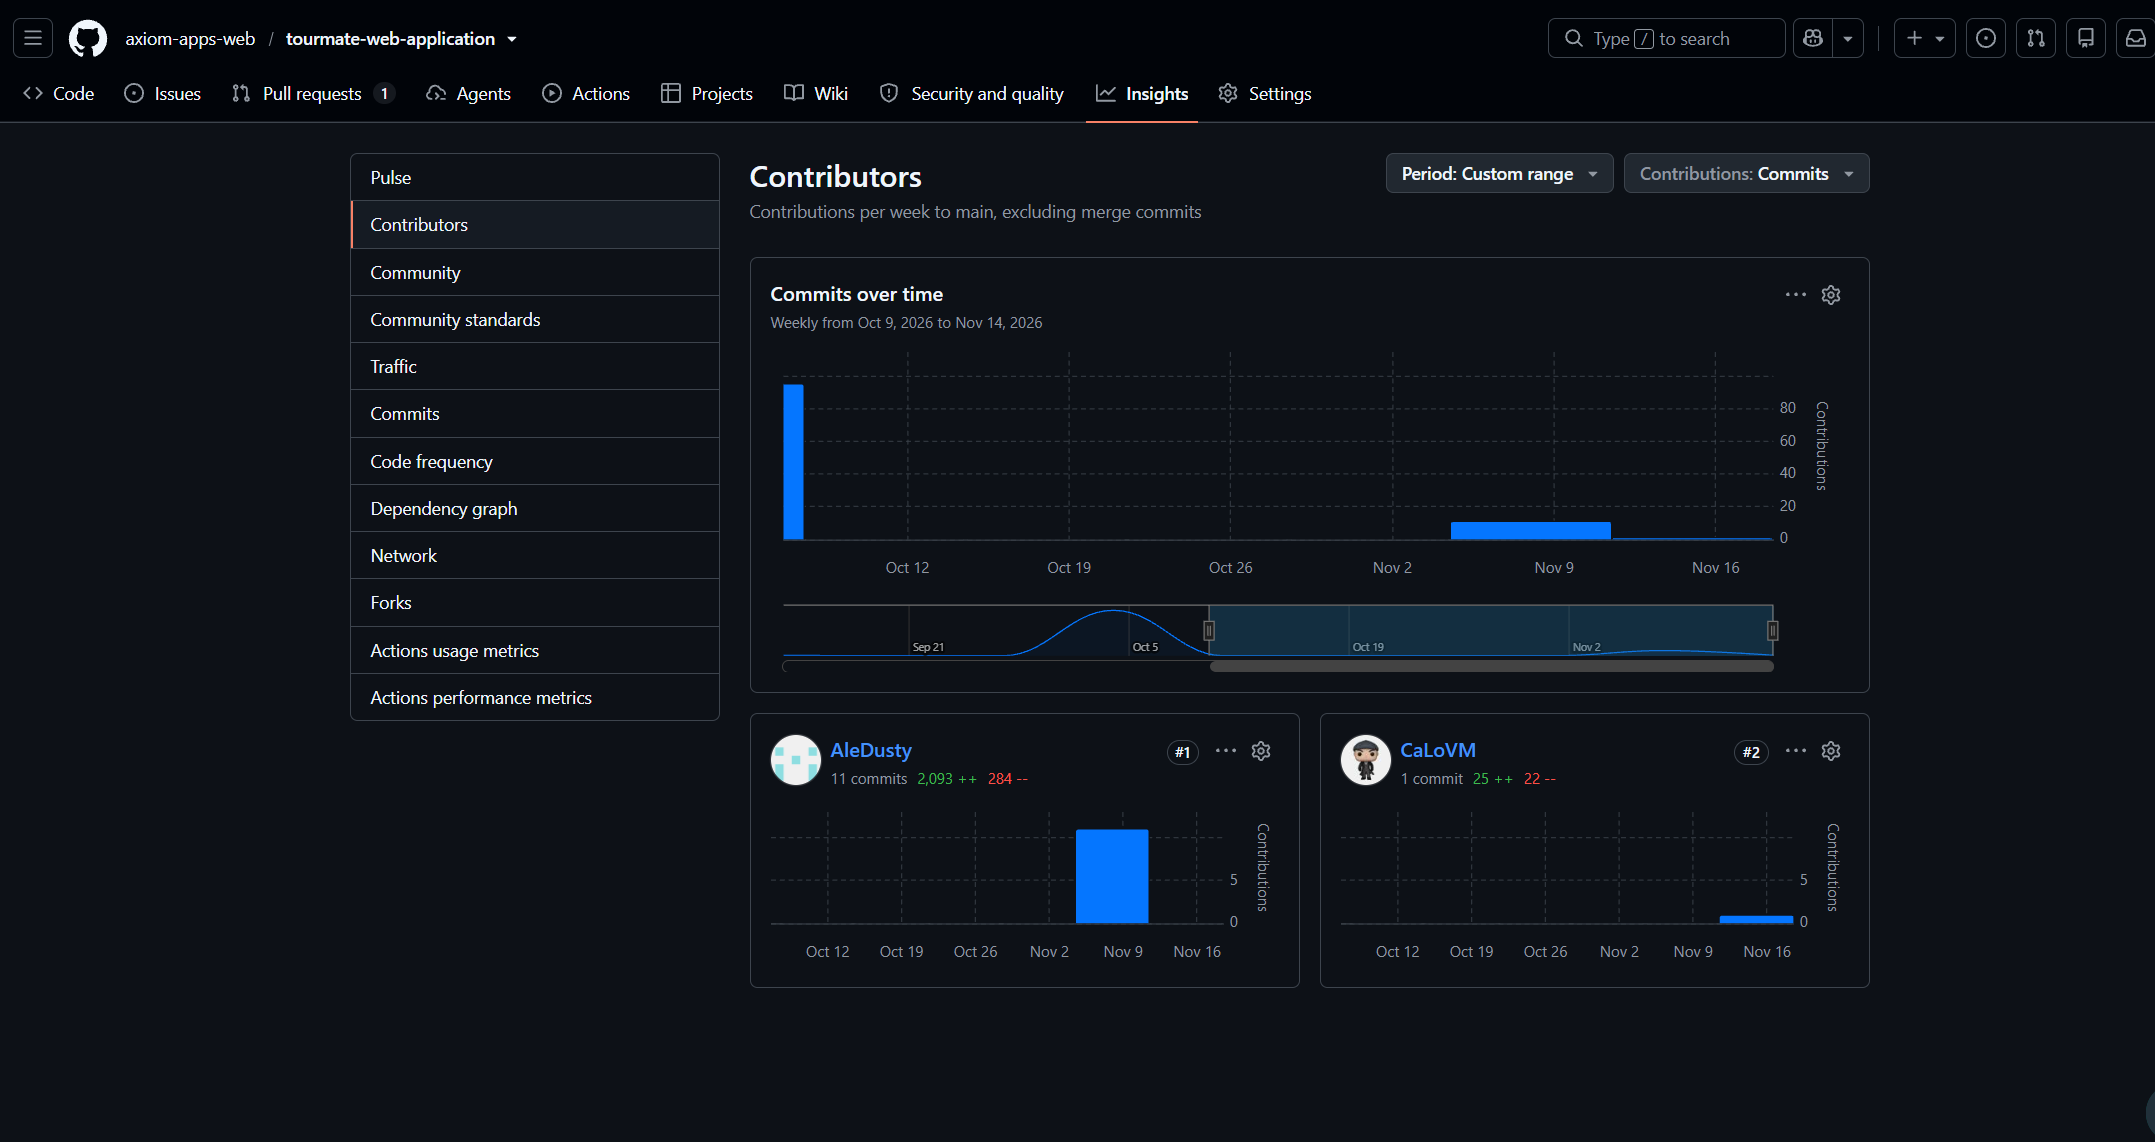 axiom-apps-web / tourmate-web-application
Type / to search
Code Issues Pull requests 1 Agents Actions Projects Wiki Security and quality Insights Settings
Pulse
Contributors
Community
Community standards
Traffic
Commits
Code frequency
Dependency graph
Network
Forks
Actions usage metrics
Actions performance metrics
Contributors
Contributions per week to main, excluding merge commits
Period: Custom range
Contributions: Commits
Commits over time
Weekly from Oct 9, 2026 to Nov 14, 2026
80
60
40
20
0
Contributions
Oct 12 Oct 19 Oct 26 Nov 2 Nov 9 Nov 16
Sep 21 Oct 5 Oct 19 Nov 2
AleDusty
#1
11 commits 2,093 ++ 284 --
5
0
Contributions
Oct 12 Oct 19 Oct 26 Nov 2 Nov 9 Nov 16
CaLoVM
#2
1 commit 25 ++ 22 --
5
0
Contributions
Oct 12 Oct 19 Oct 26 Nov 2 Nov 9 Nov 16